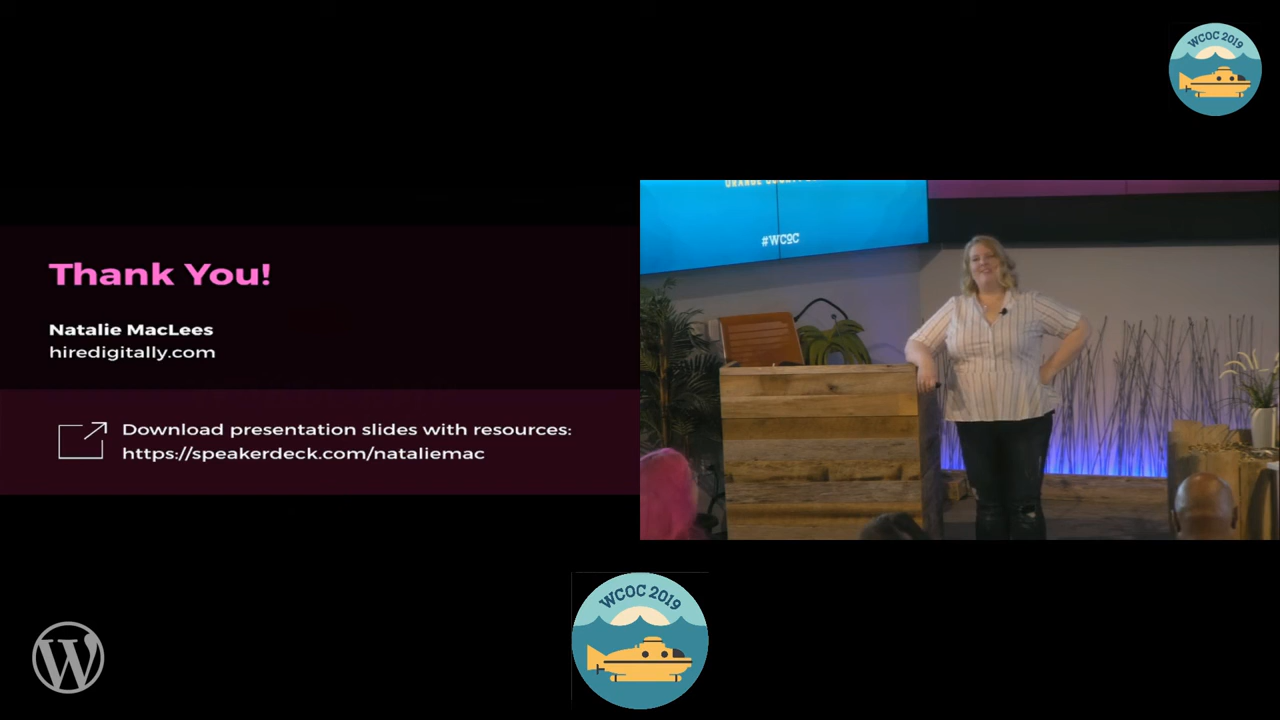 WCOC 2019
#WCOC
Thank You!
Natalie MacLees
hiredigitally.com
Download presentation slides with resources:
https://speakerdeck.com/nataliemac
WCOC 2019